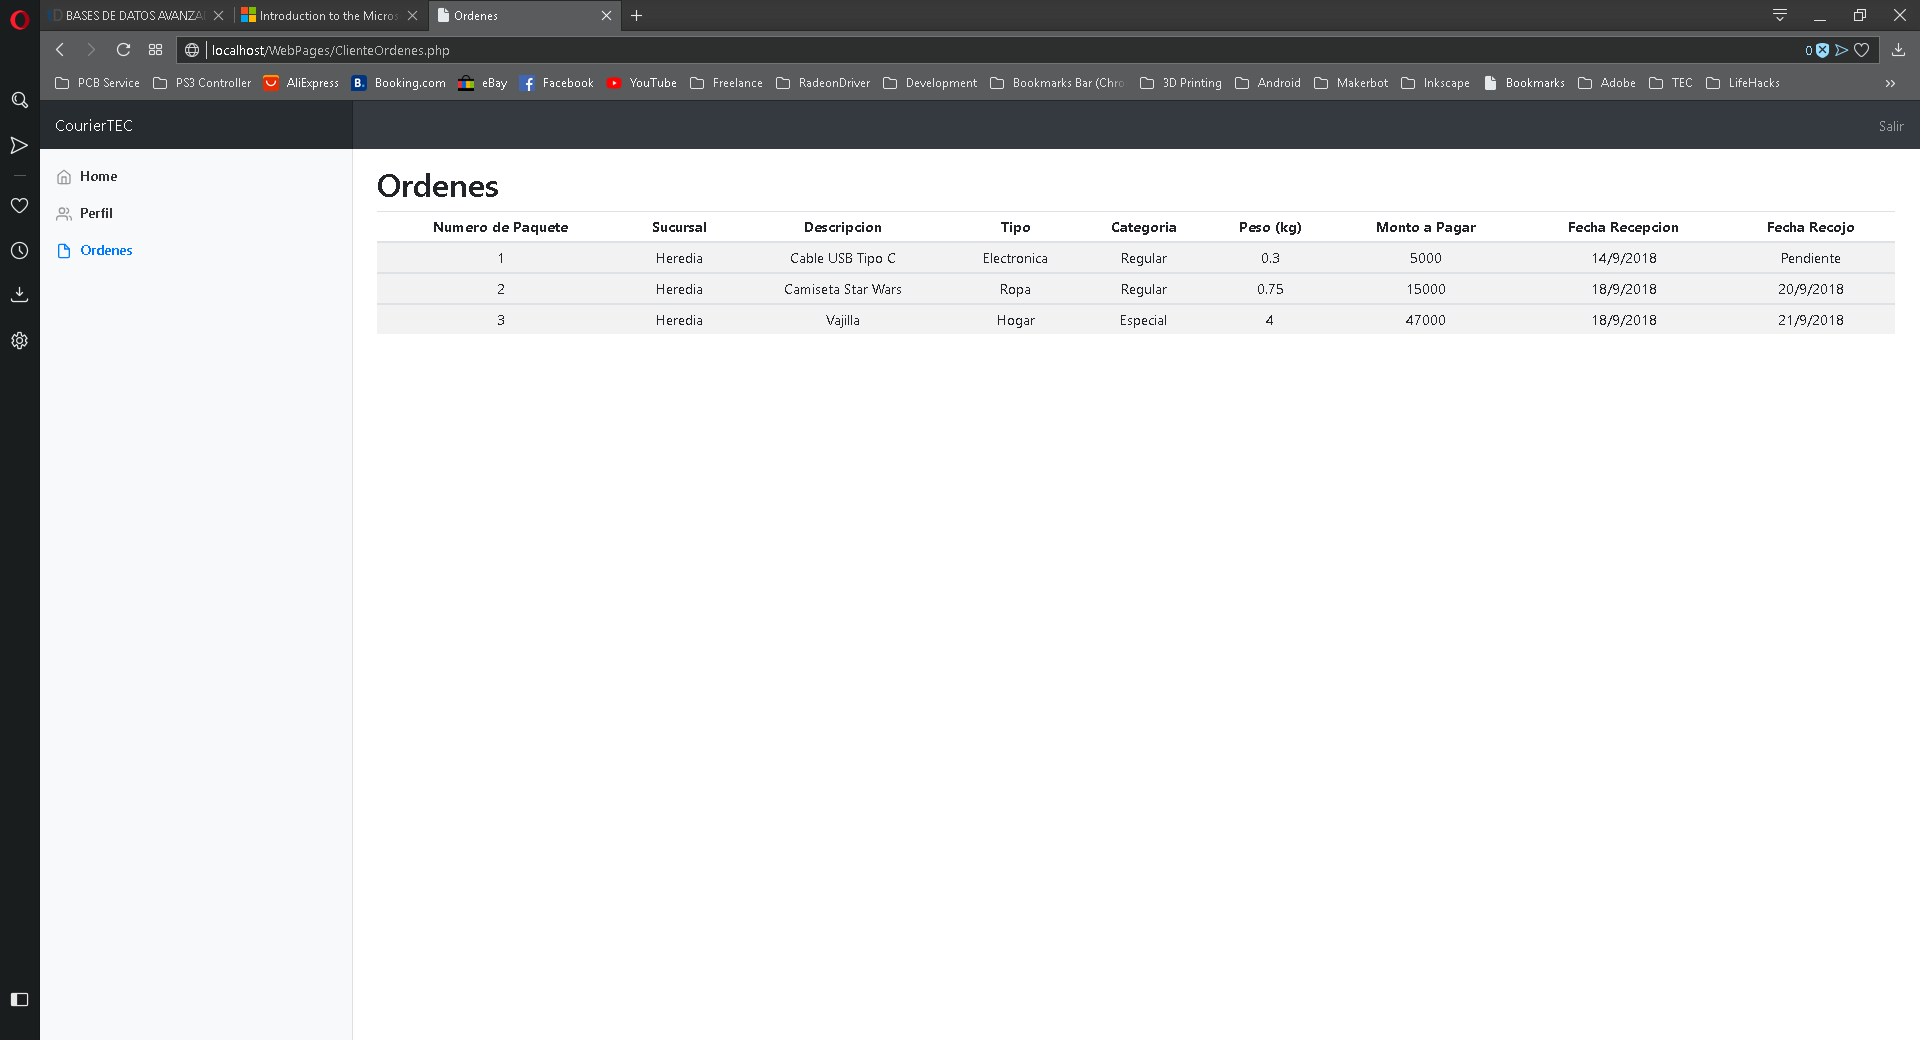 BASES DE DATOS AVANZA
Introduction to the Micros
Ordenes
localhost/WebPages/ClienteOrdenes.php
0
PCB Service PS3 Controller AliExpress Booking.com eBay Facebook YouTube Freelance RadeonDriver Development Bookmarks Bar (Chro 3D Printing Android Makerbot Inkscape Bookmarks Adobe TEC LifeHacks
CourierTEC Salir
Home
Perfil
Ordenes
Ordenes
Numero de Paquete Sucursal Descripcion Tipo Categoria Peso (kg) Monto a Pagar Fecha Recepcion Fecha Recojo
1 Heredia Cable USB Tipo C Electronica Regular 0.3 5000 14/9/2018 Pendiente
2 Heredia Camiseta Star Wars Ropa Regular 0.75 15000 18/9/2018 20/9/2018
3 Heredia Vajilla Hogar Especial 4 47000 18/9/2018 21/9/2018